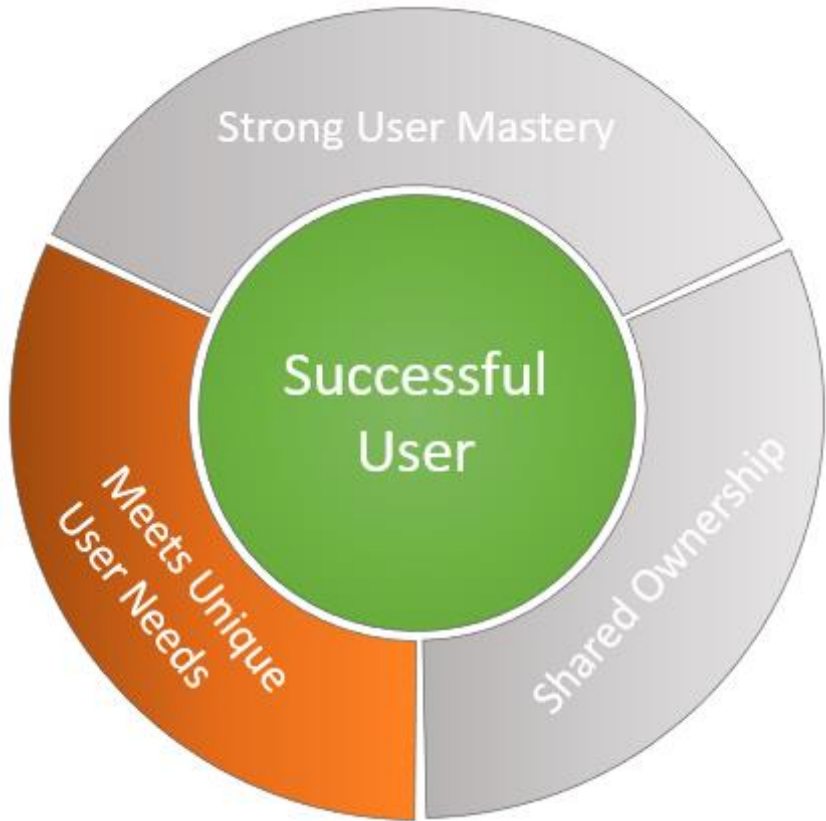 Strong User Mastery
Successful
User
Meets Unique
User Needs
Shared Ownership